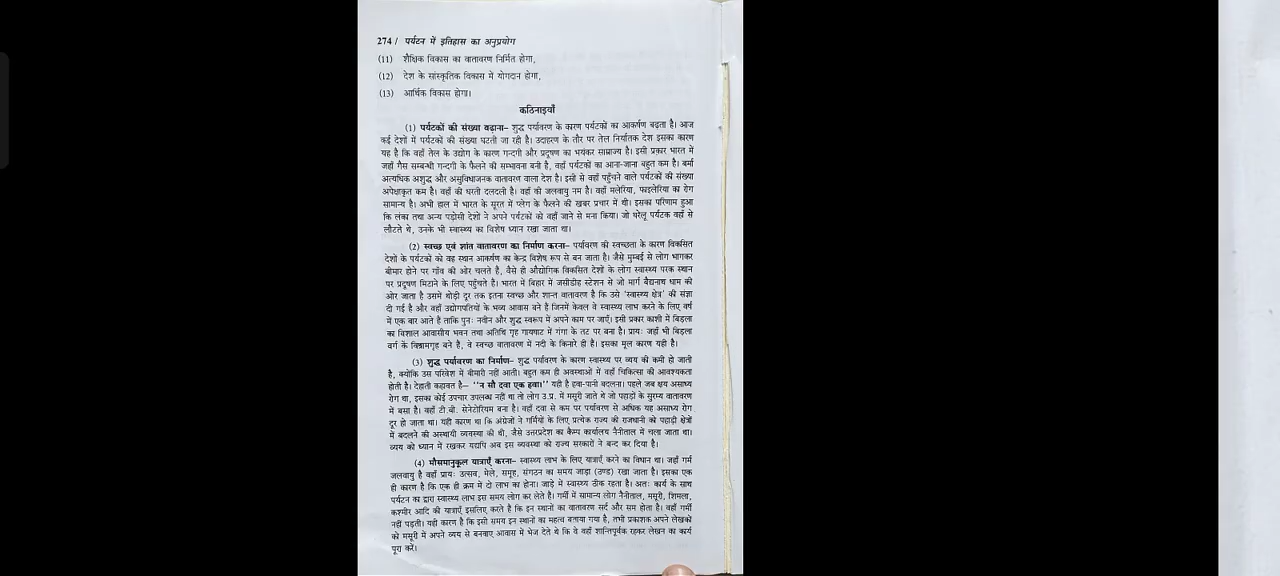 274 / पर्यटन में इतिहास का अनुप्रयोग
(11) शैक्षिक विकास का वातावरण निर्मित होगा,
(12) देश के सांस्कृतिक विकास में योगदान होगा,
(13) आर्थिक विकास होगा।
कठिनाइयाँ
(1) पर्यटकों की संख्या बढ़ाना– शुद्ध पर्यावरण के कारण पर्यटकों का आकर्षण बढ़ता है। आज
कई देशों में पर्यटकों की संख्या घटती जा रही है। उदाहरण के तौर पर तेल निर्यातक देश इसका कारण
यह है कि वहाँ तेल के उद्योग के कारण गन्दगी और प्रदूषण का भयंकर साम्राज्य है। इसी प्रकार भारत में
जहाँ गैस सम्बन्धी गन्दगी के फैलने की सम्भावना बनी है, वहाँ पर्यटकों का आना-जाना बहुत कम है। बर्मा
अत्यधिक अशुद्ध और असुविधाजनक वातावरण वाला देश है। इसी से वहाँ पहुँचने वाले पर्यटकों की संख्या
अपेक्षाकृत कम है। वहाँ की धरती दलदली है। वहाँ की जलवायु नम है। वहाँ मलेरिया, फाइलेरिया का रोग
सामान्य है। अभी हाल में भारत के सूरत में प्लेग के फैलने की खबर प्रचार में थी। इसका परिणाम हुआ
कि लंका तथा अन्य पड़ोसी देशों ने अपने पर्यटकों को वहाँ जाने से मना किया। जो घरेलू पर्यटक वहाँ से
लौटते थे, उनके भी स्वास्थ्य का विशेष ध्यान रखा जाता था।
(2) स्वच्छ एवं शांत वातावरण का निर्माण करना– पर्यावरण की स्वच्छता के कारण विकसित
देशों के पर्यटकों को वह स्थान आकर्षण का केन्द्र विशेष रूप से बन जाता है। जैसे मुम्बई से लोग भागकर
बीमार होने पर गाँव की ओर चलते हैं, वैसे ही औद्योगिक विकसित देशों के लोग स्वास्थ्य परक स्थान
पर प्रदूषण मिटाने के लिए पहुँचते है। भारत में बिहार में जसीडीह स्टेशन से जो मार्ग बैद्यनाथ धाम की
ओर जाता है उसमें थोड़ी दूर तक इतना स्वच्छ और शान्त वातावरण है कि उसे 'स्वास्थ्य क्षेत्र' की संज्ञा
दी गई है और वहाँ उद्योगपतियों के भव्य आवास बने है जिनमें केवल वे स्वास्थ्य लाभ करने के लिए वर्ष
में एक बार आते हैं ताकि पुनः नवीन और शुद्ध स्वरूप में अपने काम पर जाएँ। इसी प्रकार काशी में बिड़ला
का विशाल आवासीय भवन तथा अतिथि गृह गायघाट में गंगा के तट पर बना है। प्रायः जहाँ भी बिड़ला
वर्ग के विश्रामगृह बने है, वे स्वच्छ वातावरण में नदी के किनारे ही हैं। इसका मूल कारण यही है।
(3) शुद्ध पर्यावरण का निर्माण– शुद्ध पर्यावरण के कारण स्वास्थ्य पर व्यय की कमी हो जाती
है, क्योंकि उस परिवेश में बीमारी नहीं आती। बहुत कम ही अवस्थाओं में वहाँ चिकित्सा की आवश्यकता
होती है। देहाती कहावत है– ''न सौ दवा एक हवा।'' यही है हवा-पानी बदलना। पहले जब क्षय असाध्य
रोग था, इसका कोई उपचार उपलब्ध नहीं था तो लोग उ.प्र. में मसूरी जाते थे जो पहाड़ों के सुरम्य वातावरण
में बसा है। वहाँ टी.बी. सेनेटोरियम बना है। वहाँ दवा से कम पर पर्यावरण से अधिक यह असाध्य रोग
दूर हो जाता था। यही कारण था कि अंग्रेजों ने गर्मियों के लिए प्रत्येक राज्य की राजधानी को पहाड़ी क्षेत्रों
में बदलने की अस्थायी व्यवस्था की थी, जैसे उत्तरप्रदेश का कैम्प कार्यालय नैनीताल में चला जाता था।
व्यय को ध्यान में रखकर यद्यपि अब इस व्यवस्था को राज्य सरकारों ने बन्द कर दिया है।
(4) मौसमानुकूल यात्राएँ करना– स्वास्थ्य लाभ के लिए यात्राएँ करने का विधान था। जहाँ गर्म
जलवायु है वहाँ प्रायः उत्सव, मेले, समूह, संगठन का समय जाड़ा (ठण्ड) रखा जाता है। इसका एक
ही कारण है कि एक ही क्रम में दो लाभ का होना। जाड़े में स्वास्थ्य ठीक रहता है। अतः कार्य के साथ
पर्यटन का द्वारा स्वास्थ्य लाभ इस समय लोग कर लेते है। गर्मी में सामान्य लोग नैनीताल, मसूरी, शिमला,
कश्मीर आदि की यात्राएँ इसलिए करते है कि इन स्थानों का वातावरण सर्द और सम होता है। वहाँ गर्मी
नहीं पड़ती। यही कारण है कि इसी समय इन स्थानों का महत्व बताया गया है, तभी प्रकाशक अपने लेखकों
को मसूरी में अपने व्यय से बनवाए आवास में भेज देते थे कि वे वहाँ शान्तिपूर्वक रहकर लेखन का कार्य
पूरा करें।